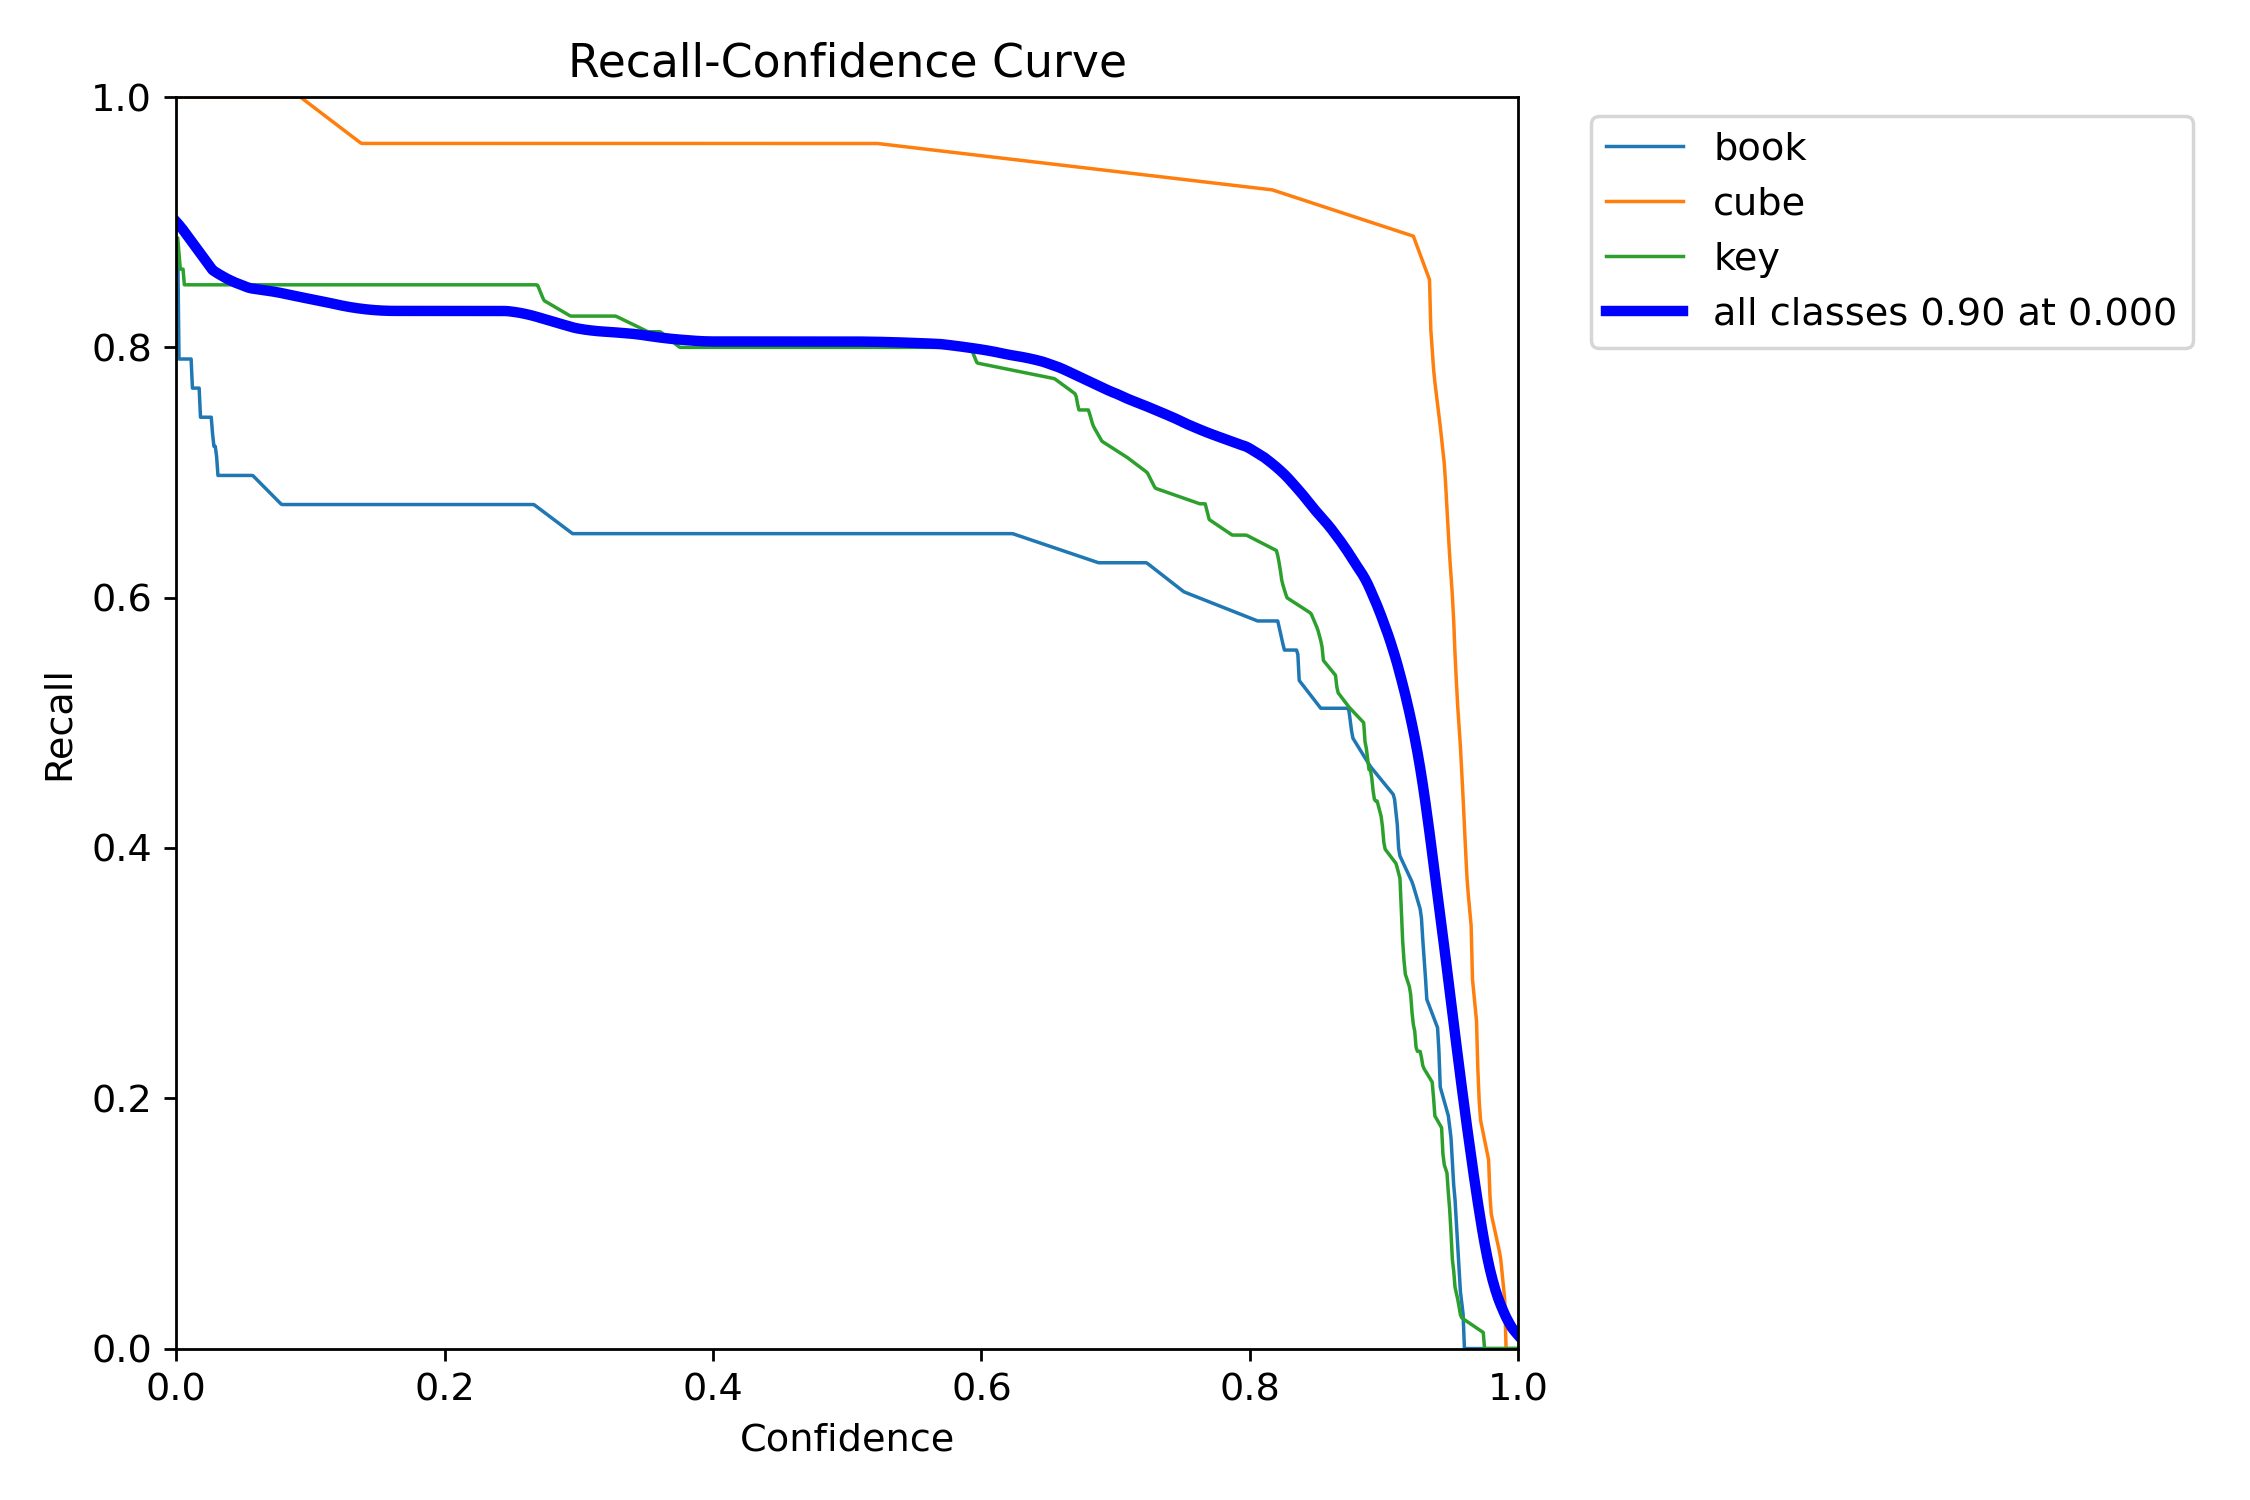 Recall-Confidence Curve
1.0
0.8
0.6
0.4
0.2
0.0
Recall
0.0 0.2 0.4 0.6 0.8 1.0
Confidence
book
cube
key
all classes 0.90 at 0.000